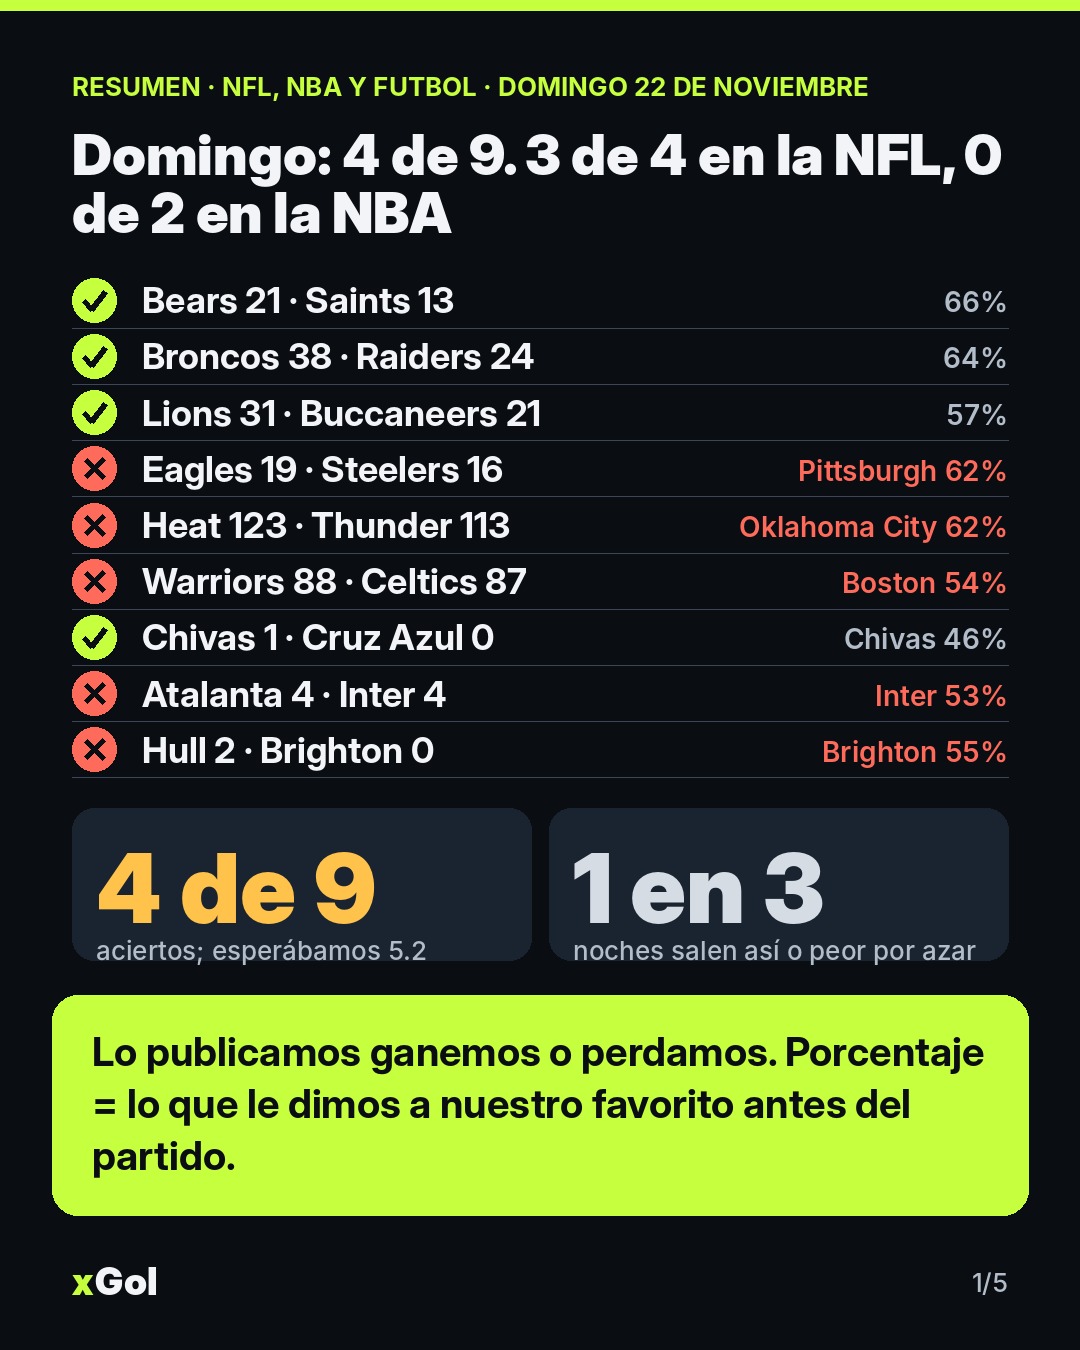 RESUMEN · NFL, NBA Y FUTBOL · DOMINGO 22 DE NOVIEMBRE
Domingo: 4 de 9. 3 de 4 en la NFL, 0
de 2 en la NBA
Bears 21 · Saints 13 66%
Broncos 38 · Raiders 24 64%
Lions 31 · Buccaneers 21 57%
Eagles 19 · Steelers 16 Pittsburgh 62%
Heat 123 · Thunder 113 Oklahoma City 62%
Warriors 88 · Celtics 87 Boston 54%
Chivas 1 · Cruz Azul 0 Chivas 46%
Atalanta 4 · Inter 4 Inter 53%
Hull 2 · Brighton 0 Brighton 55%
4 de 9
aciertos; esperábamos 5.2
1 en 3
noches salen así o peor por azar
Lo publicamos ganemos o perdamos. Porcentaje
= lo que le dimos a nuestro favorito antes del
partido.
xGol
1/5